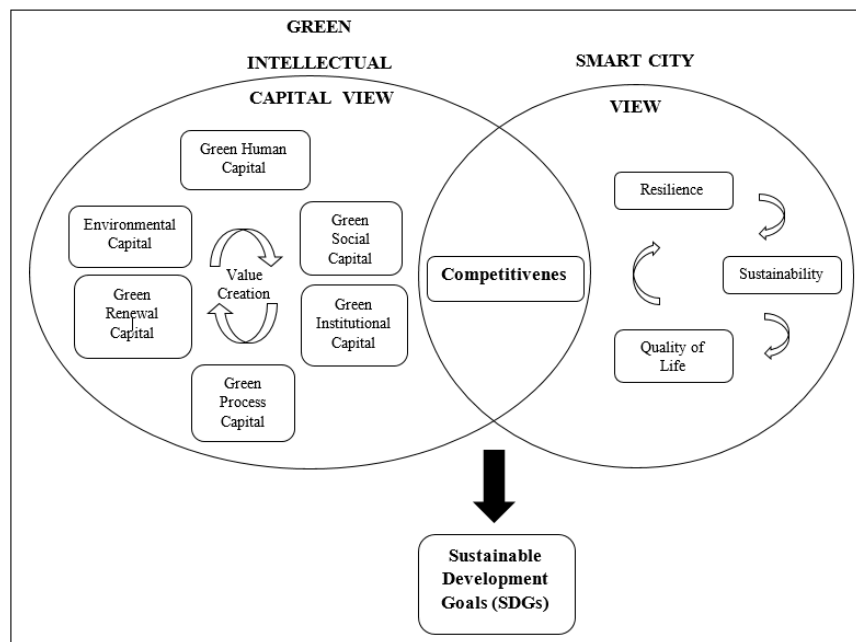 GREEN
INTELLECTUAL
CAPITAL VIEW
SMART CITY
VIEW
Green Human
Capital
Environmental
Capital
Green
Social
Capital
Value
Creation
Green
Renewal
Capital
Green
Institutional
Capital
Green
Process
Capital
Competitivenes
Resilience
Sustainability
Quality of
Life
Sustainable
Development
Goals (SDGs)